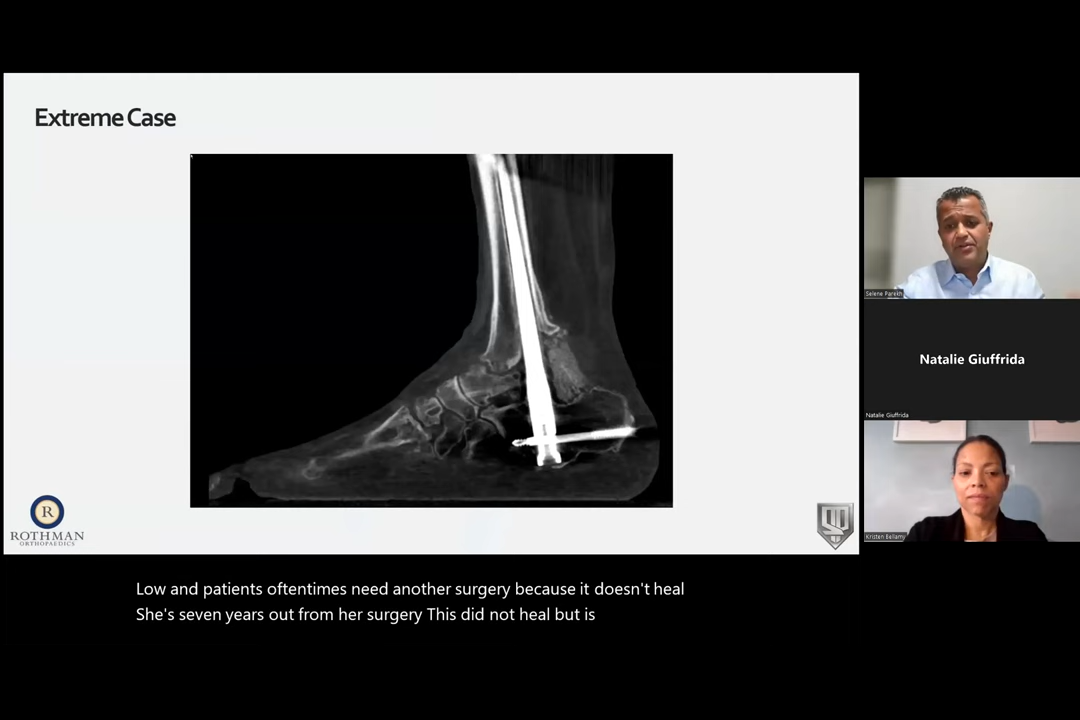 Extreme Case
R
ROTHMAN
ORTHOPAEDICS
Selene Parekh
Natalie Giuffrida
Natalie Giuffrida
Kristen Bellamy
Low and patients oftentimes need another surgery because it doesn't heal
She's seven years out from her surgery This did not heal but is